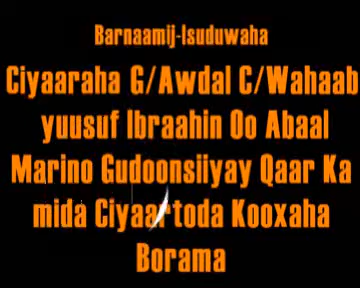 Barnaamij-Isuduwaha
Ciyaaraha G/Awdal C/Wahaab
yuusuf Ibraahin Oo Abaal
Marino Gudoonsiiyay Qaar Ka
mida Ciyaartoda Kooxaha
Borama